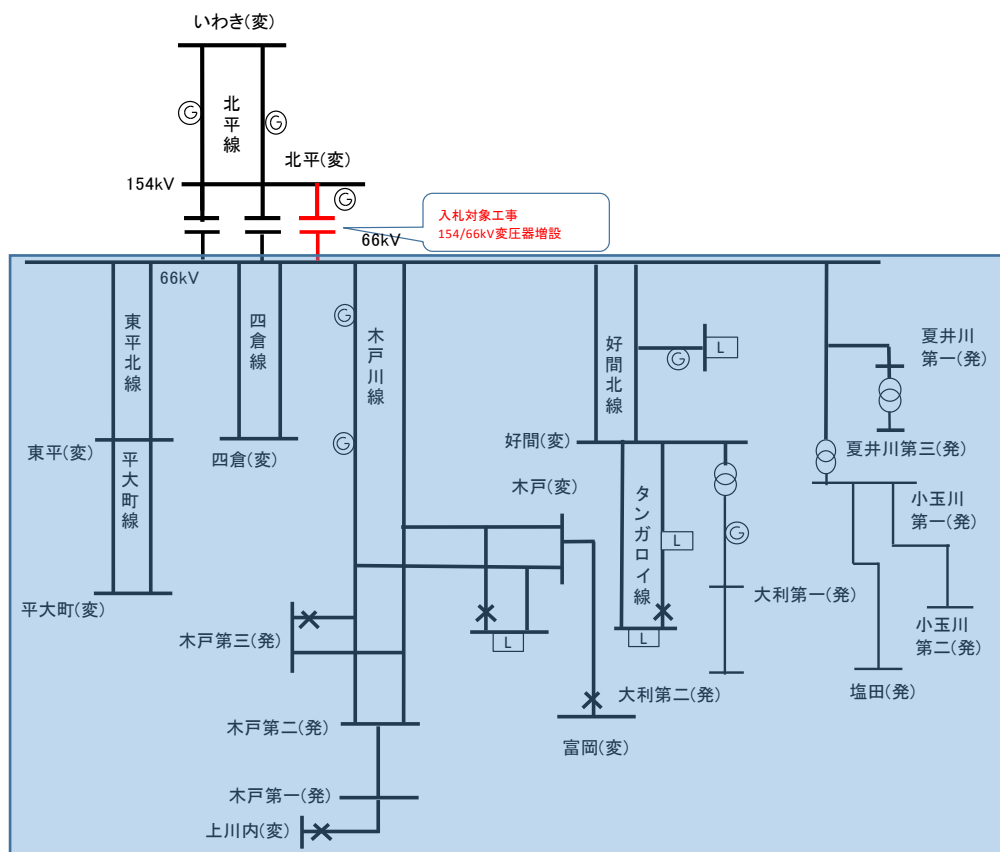 いわき(変)
Ⓖ
北平線
Ⓖ
北平(変)
154kV
Ⓖ
入札対象工事
154/66kV変圧器増設
66kV
66kV
東平北線
四倉線
Ⓖ
木戸川線
好間北線
L
Ⓖ
夏井川
第一(発)
東平(変)
平大町線
四倉(変)
Ⓖ
好間(変)
夏井川第三(発)
木戸(変)
タンガロイ線
小玉川
第一(発)
L
Ⓖ
平大町(変)
大利第一(発)
木戸第三(発)
L
L
小玉川
第二(発)
大利第二(発)
塩田(発)
木戸第二(発)
富岡(変)
木戸第一(発)
上川内(変)